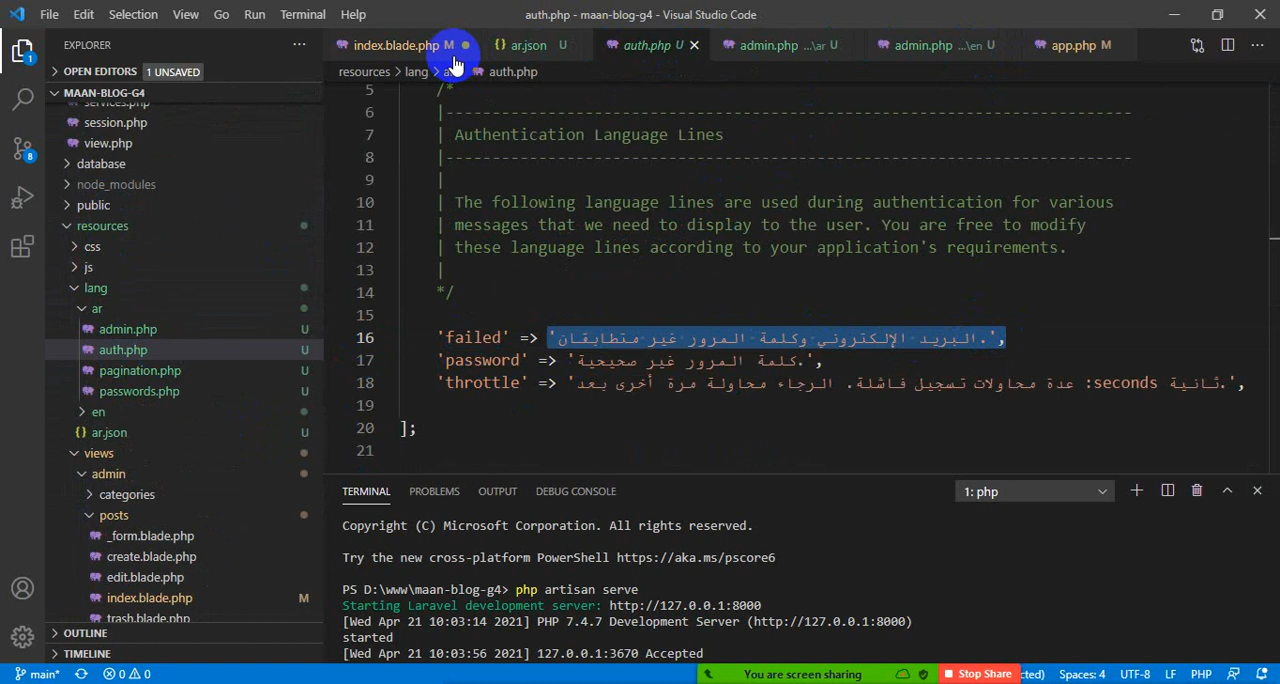 File Edit Selection View Go Run Terminal Help
auth.php - maan-blog-g4 - Visual Studio Code
EXPLORER
OPEN EDITORS 1 UNSAVED
MAAN-BLOG-G4
services.php
session.php
view.php
database
node_modules
public
resources
css
js
lang
ar
admin.php U
auth.php U
pagination.php U
passwords.php U
en
ar.json U
views
admin
categories
posts
_form.blade.php
create.blade.php
edit.blade.php
index.blade.php M
trash.blade.php
OUTLINE
TIMELINE
index.blade.php M
ar.json U
auth.php U
admin.php ...\ar U
admin.php ...\en U
app.php M
resources > lang > auth.php
5 /*
6 |--------------------------------------------------------------------------
7 | Authentication Language Lines
8 |--------------------------------------------------------------------------
9 |
10 | The following language lines are used during authentication for various
11 | messages that we need to display to the user. You are free to modify
12 | these language lines according to your application's requirements.
13 |
14 */
15
16 'failed' => 'البريد الإلكتروني وكلمة المرور غير متطابقان.',
17 'password' => 'كلمة المرور غير صحيحية.',
18 'throttle' => 'عدة محاولات تسجيل فاشلة. الرجاء محاولة مرة أخرى بعد :seconds ثانية.',
19
20 ];
21
TERMINAL PROBLEMS OUTPUT DEBUG CONSOLE
1: php
Copyright (C) Microsoft Corporation. All rights reserved.
Try the new cross-platform PowerShell https://aka.ms/pscore6
PS D:\www\maan-blog-g4> php artisan serve
Starting Laravel development server: http://127.0.0.1:8000
[Wed Apr 21 10:03:14 2021] PHP 7.4.7 Development Server (http://127.0.0.1:8000)
started
[Wed Apr 21 10:03:56 2021] 127.0.0.1:3670 Accepted
1
8
main* 0 0
You are screen sharing Stop Share
Spaces: 4 UTF-8 LF PHP